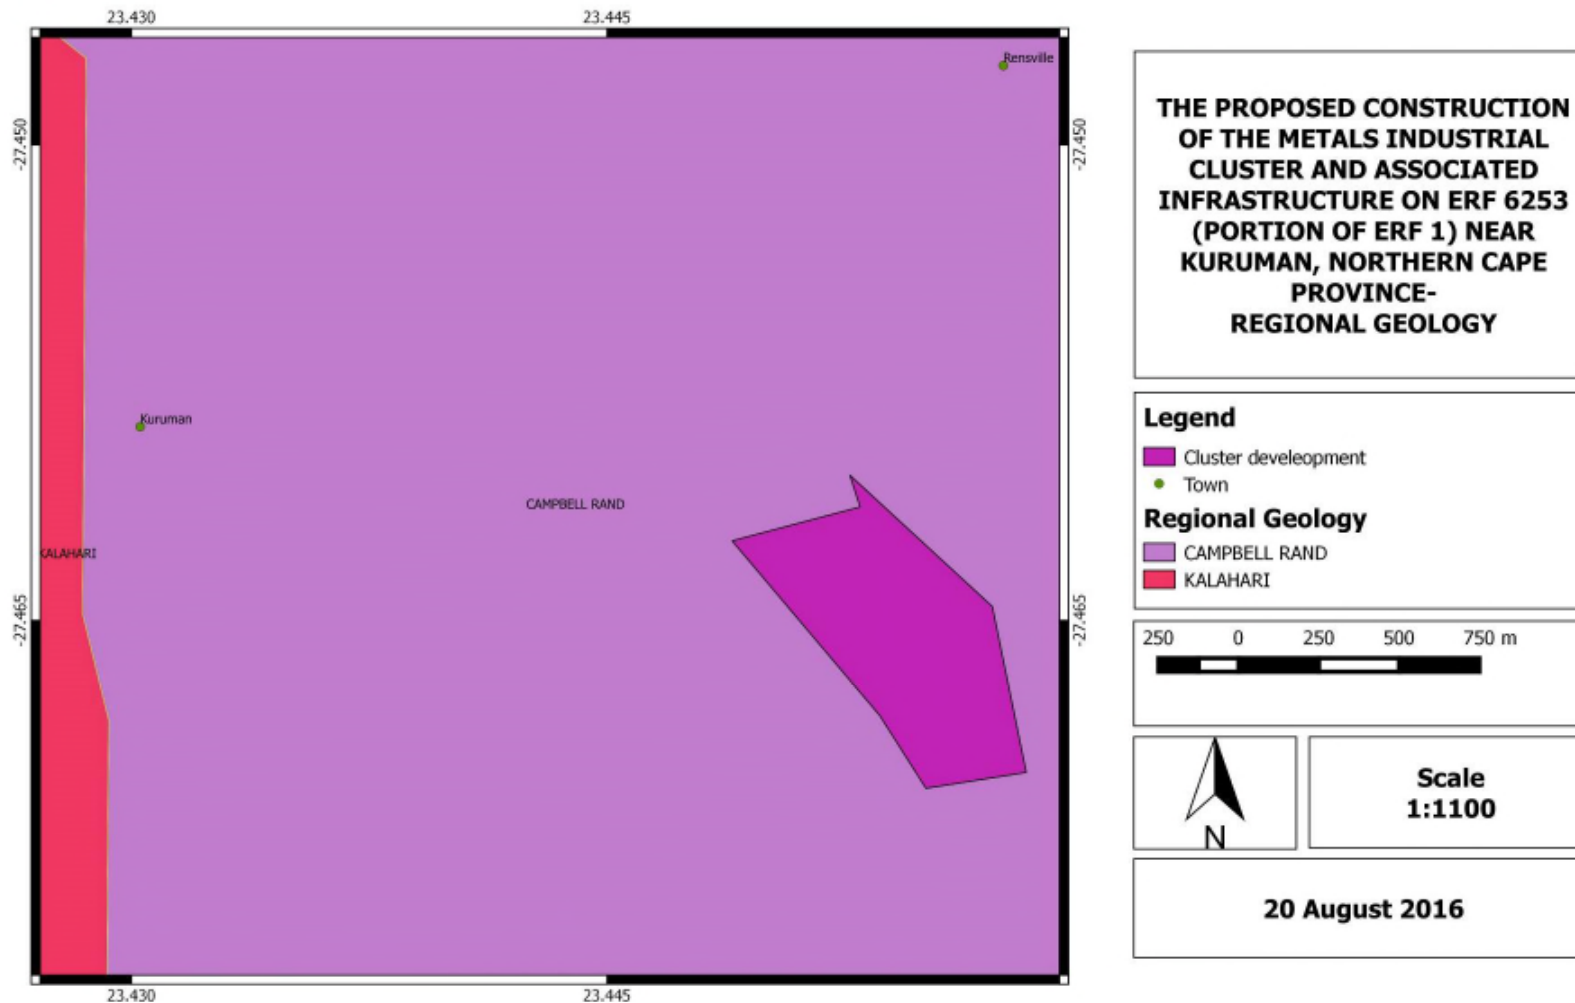 23.430
23.445
Rensville
-27.450
-27.450
Kuruman
CAMPBELL RAND
KALAHARI
-27.465
-27.465
23.430
23.445
THE PROPOSED CONSTRUCTION
OF THE METALS INDUSTRIAL
CLUSTER AND ASSOCIATED
INFRASTRUCTURE ON ERF 6253
(PORTION OF ERF 1) NEAR
KURUMAN, NORTHERN CAPE
PROVINCE-
REGIONAL GEOLOGY
Legend
Cluster develeopment
Town
Regional Geology
CAMPBELL RAND
KALAHARI
250 0 250 500 750 m
N
Scale
1:1100
20 August 2016